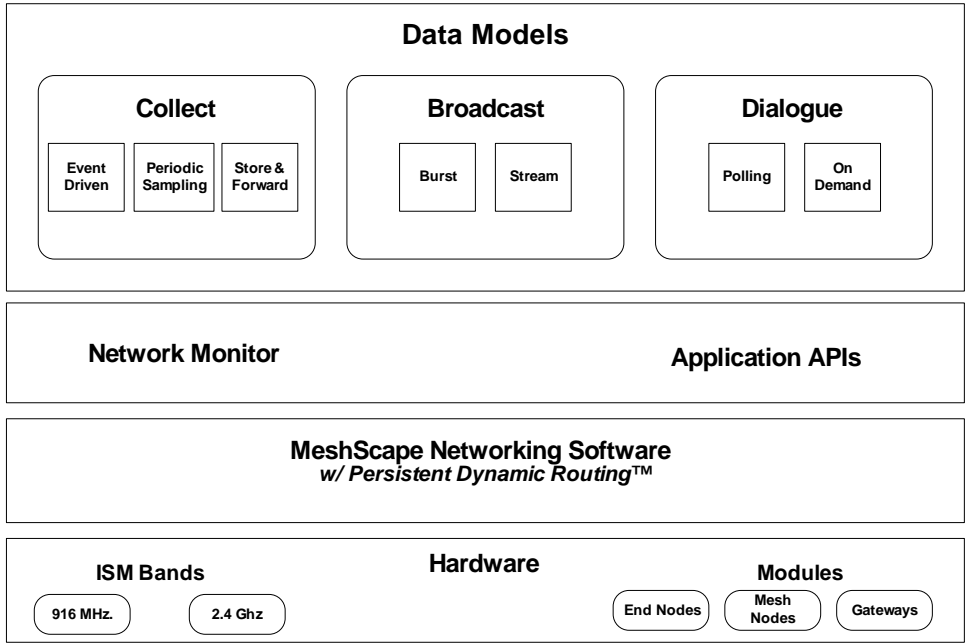 Data Models
Collect
Broadcast
Dialogue
Event
Driven
Periodic
Sampling
Store &
Forward
Burst
Stream
Polling
On
Demand
Network Monitor
Application APIs
MeshScape Networking Software
w/ Persistent Dynamic Routing™
Hardware
ISM Bands
Modules
916 MHz.
2.4 Ghz
End Nodes
Mesh
Nodes
Gateways